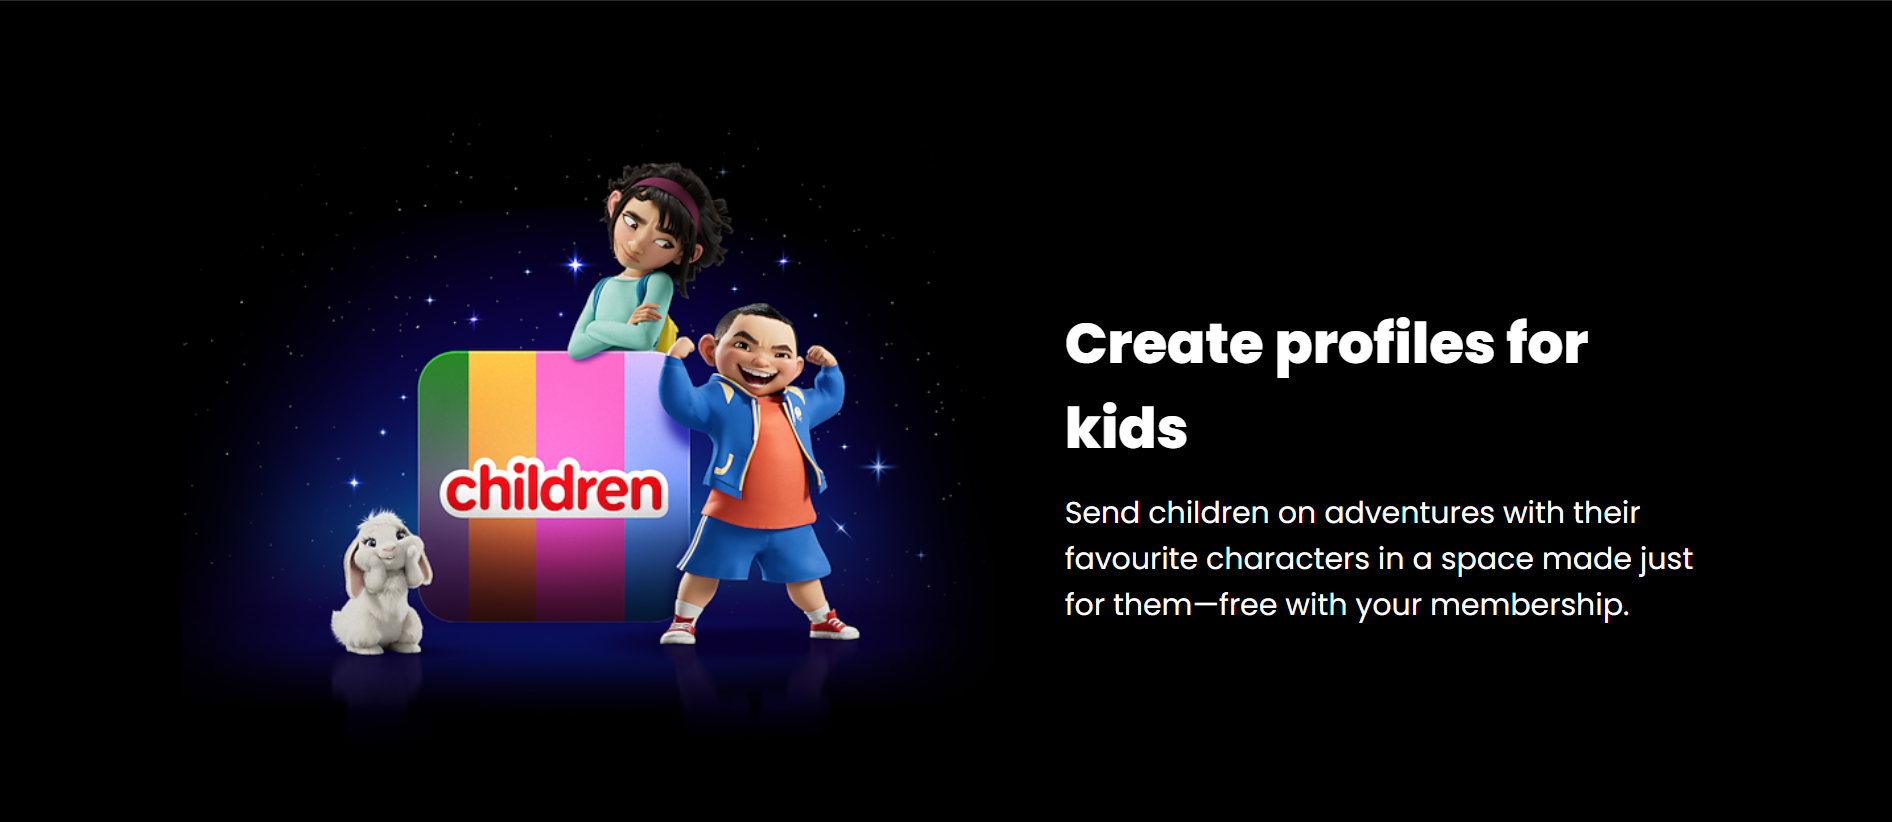 children
Create profiles for
kids
Send children on adventures with their
favourite characters in a space made just
for them—free with your membership.